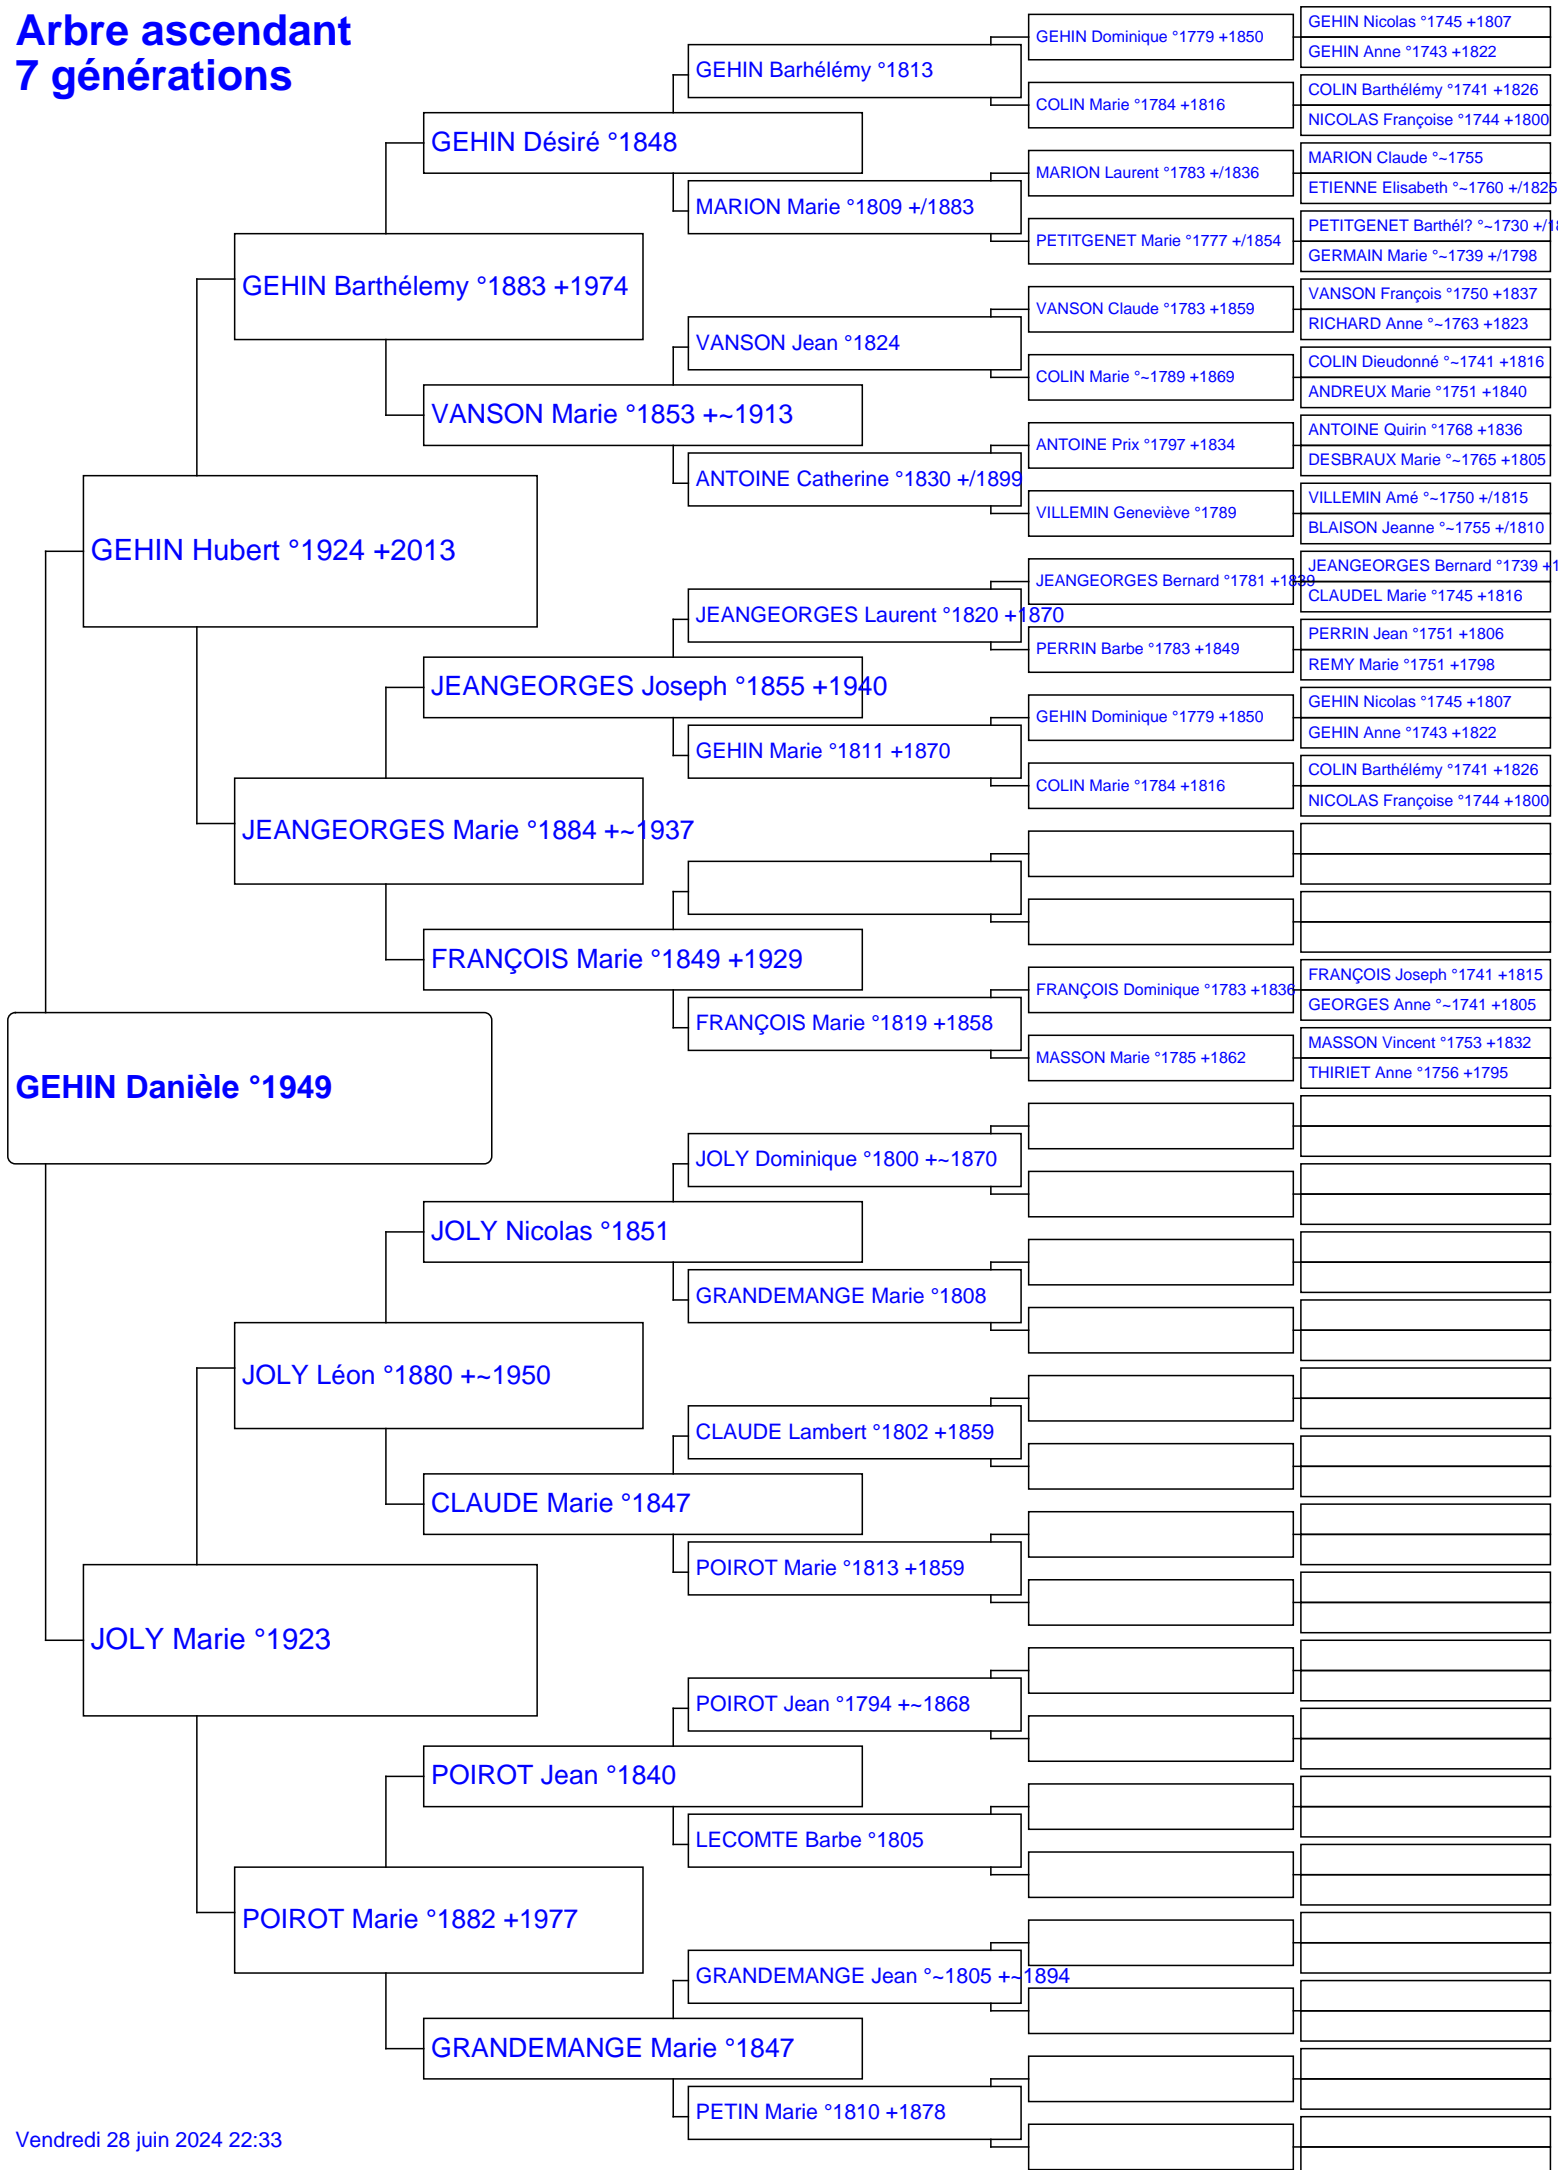 Arbre ascendant
7 générations
GEHIN Danièle °1949
GEHIN Hubert °1924 +2013
JOLY Marie °1923
GEHIN Barthélemy °1883 +1974
JEANGEORGES Marie °1884 +~1937
JOLY Léon °1880 +~1950
POIROT Marie °1882 +1977
GEHIN Désiré °1848
VANSON Marie °1853 +~1913
JEANGEORGES Joseph °1855 +1940
FRANÇOIS Marie °1849 +1929
JOLY Nicolas °1851
CLAUDE Marie °1847
POIROT Jean °1840
GRANDEMANGE Marie °1847
GEHIN Barhélémy °1813
MARION Marie °1809 +/1883
VANSON Jean °1824
ANTOINE Catherine °1830 +/1899
JEANGEORGES Laurent °1820 +1870
GEHIN Marie °1811 +1870
FRANÇOIS Marie °1819 +1858
JOLY Dominique °1800 +~1870
GRANDEMANGE Marie °1808
CLAUDE Lambert °1802 +1859
POIROT Marie °1813 +1859
POIROT Jean °1794 +~1868
LECOMTE Barbe °1805
GRANDEMANGE Jean °~1805 +~1894
PETIN Marie °1810 +1878
GEHIN Dominique °1779 +1850
COLIN Marie °1784 +1816
MARION Laurent °1783 +/1836
PETITGENET Marie °1777 +/1854
VANSON Claude °1783 +1859
COLIN Marie °~1789 +1869
ANTOINE Prix °1797 +1834
VILLEMIN Geneviève °1789
JEANGEORGES Bernard °1781 +1839
PERRIN Barbe °1783 +1849
GEHIN Dominique °1779 +1850
COLIN Marie °1784 +1816
FRANÇOIS Dominique °1783 +1836
MASSON Marie °1785 +1862
GEHIN Nicolas °1745 +1807
GEHIN Anne °1743 +1822
COLIN Barthélémy °1741 +1826
NICOLAS Françoise °1744 +1800
MARION Claude °~1755
ETIENNE Elisabeth °~1760 +/1825
PETITGENET Barthél? °~1730 +/18
GERMAIN Marie °~1739 +/1798
VANSON François °1750 +1837
RICHARD Anne °~1763 +1823
COLIN Dieudonné °~1741 +1816
ANDREUX Marie °1751 +1840
ANTOINE Quirin °1768 +1836
DESBRAUX Marie °~1765 +1805
VILLEMIN Amé °~1750 +/1815
BLAISON Jeanne °~1755 +/1810
JEANGEORGES Bernard °1739 +1
CLAUDEL Marie °1745 +1816
PERRIN Jean °1751 +1806
REMY Marie °1751 +1798
GEHIN Nicolas °1745 +1807
GEHIN Anne °1743 +1822
COLIN Barthélémy °1741 +1826
NICOLAS Françoise °1744 +1800
FRANÇOIS Joseph °1741 +1815
GEORGES Anne °~1741 +1805
MASSON Vincent °1753 +1832
THIRIET Anne °1756 +1795
Vendredi 28 juin 2024 22:33